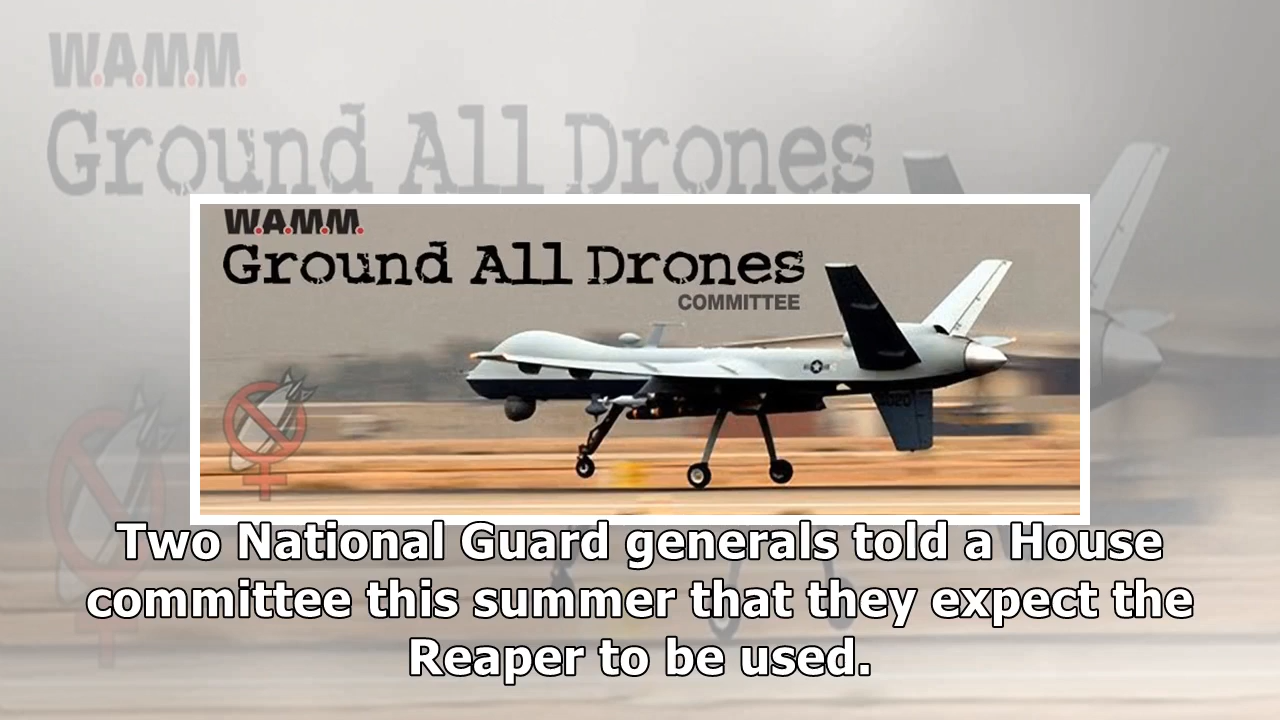 W.A.M.M.
Ground All Drones
W.A.M.M.
Ground All Drones
COMMITTEE
Two National Guard generals told a House
committee this summer that they expect the
Reaper to be used.